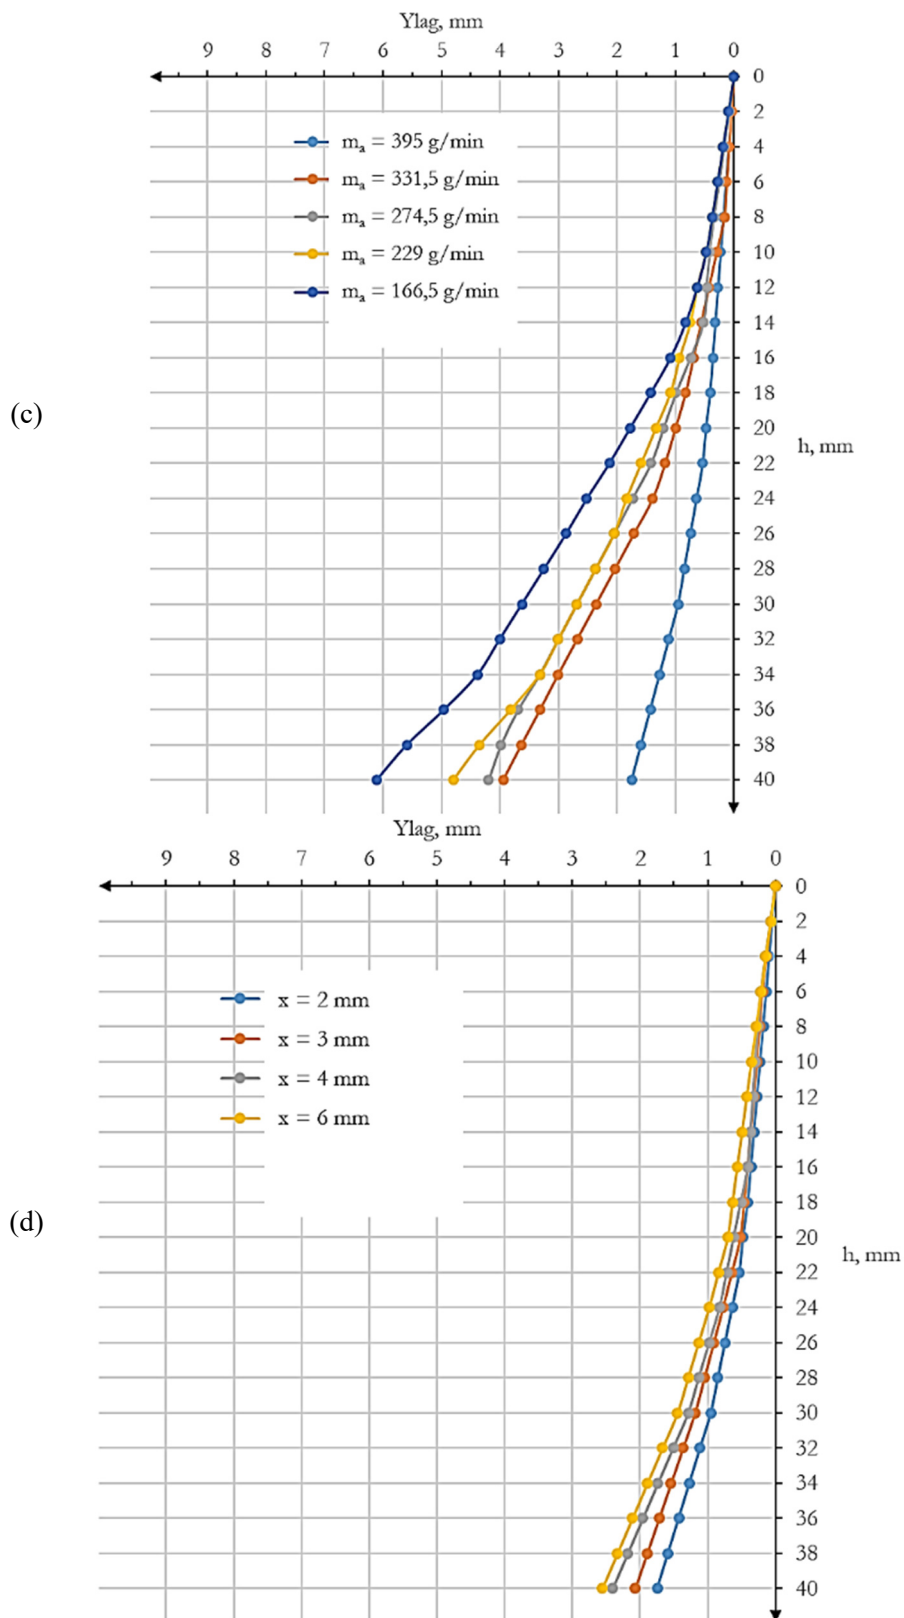 Ylag, mm
9 8 7 6 5 4 3 2 1 0
0
2
mₐ = 395 g/min
4
mₐ = 331,5 g/min
6
mₐ = 274,5 g/min
8
mₐ = 229 g/min
10
mₐ = 166,5 g/min
12
14
16
(c)
18
20
h, mm
22
24
26
28
30
32
34
36
38
40
Ylag, mm
9 8 7 6 5 4 3 2 1 0
0
2
4
6
x = 2 mm
8
x = 3 mm
10
x = 4 mm
12
x = 6 mm
14
16
18
(d)
20
h, mm
22
24
26
28
30
32
34
36
38
40